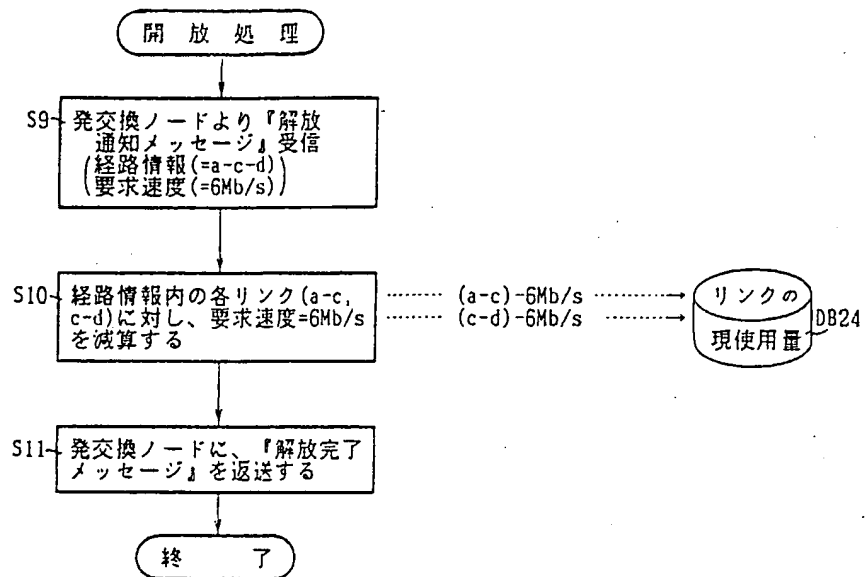 開放処理
S9 発交換ノードより『解放
通知メッセージ』受信
(経路情報(=a-c-d)
要求速度(=6Mb/s))
S10 経路情報内の各リンク(a-c,
c-d)に対し、要求速度=6Mb/s
を減算する
(a-c)-6Mb/s
(c-d)-6Mb/s
リンクの
現使用量
DB24
S11 発交換ノードに、『解放完了
メッセージ』を返送する
終了